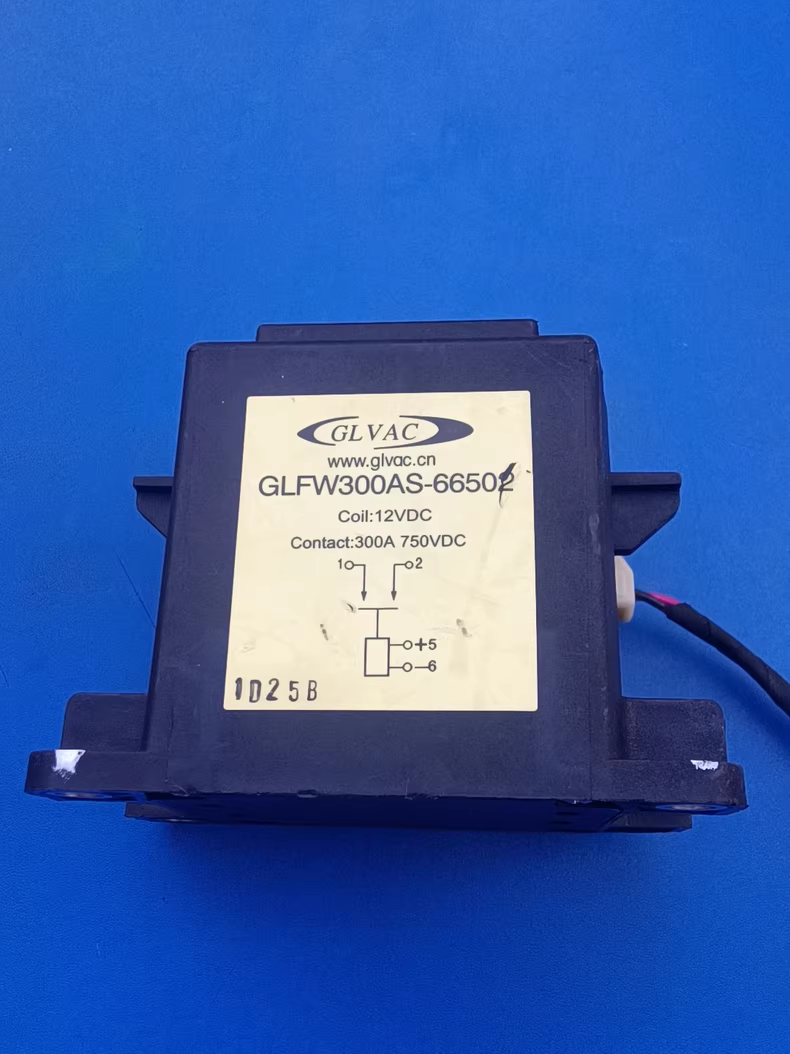 GLVAC
www.glvac.cn
GLFW300AS-66502
Coil:12VDC
Contact:300A 750VDC
1 2
+5
-6
1D25B